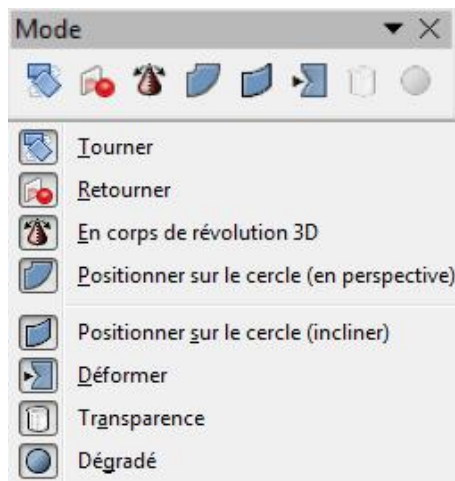 Mode
Tourner
Retourner
En corps de révolution 3D
Positionner sur le cercle (en perspective)
Positionner sur le cercle (incliner)
Déformer
Transparence
Dégradé